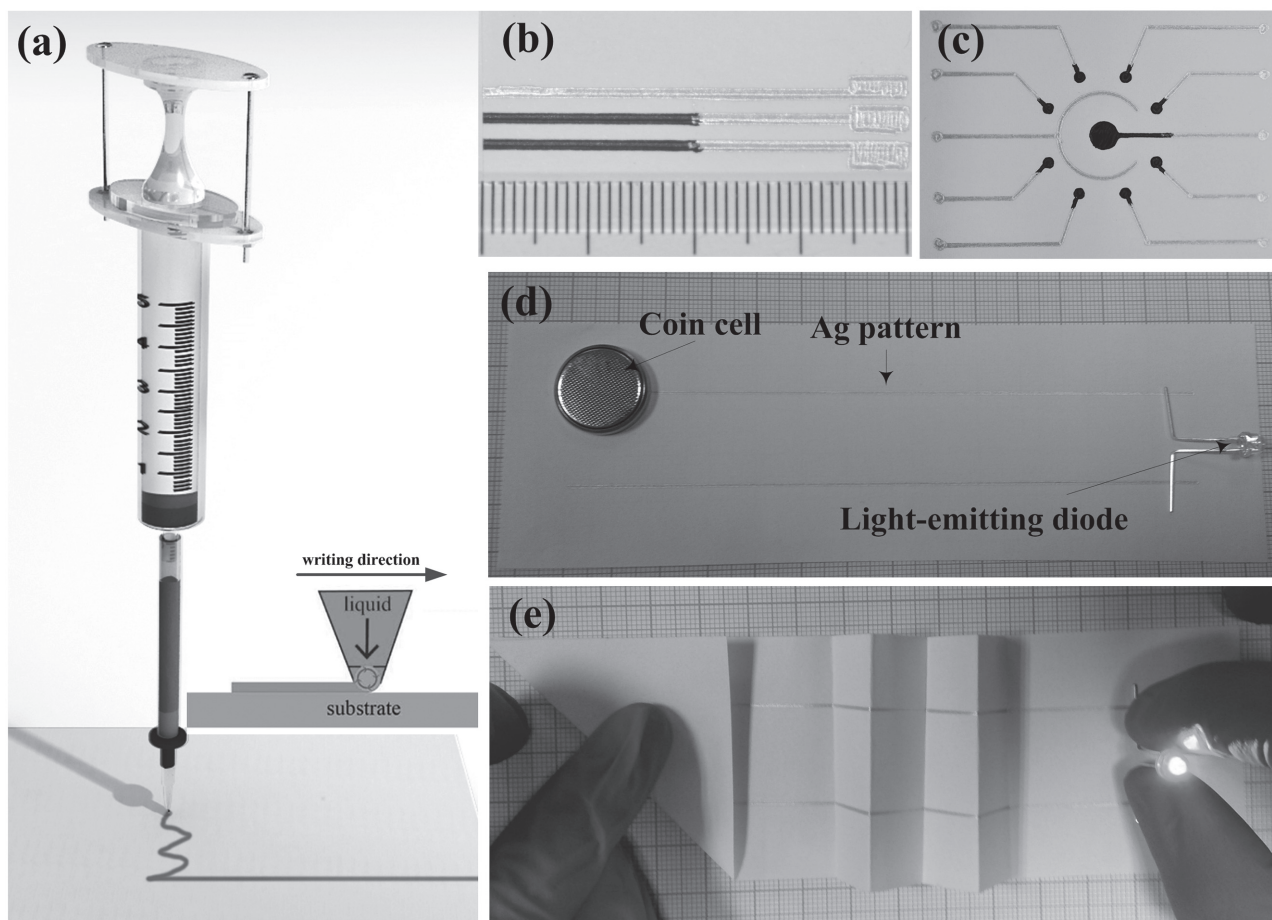 (a)
5
4
3
2
1
writing direction
liquid
substrate
(b)
(c)
(d)
Coin cell
Ag pattern
Light-emitting diode
(e)